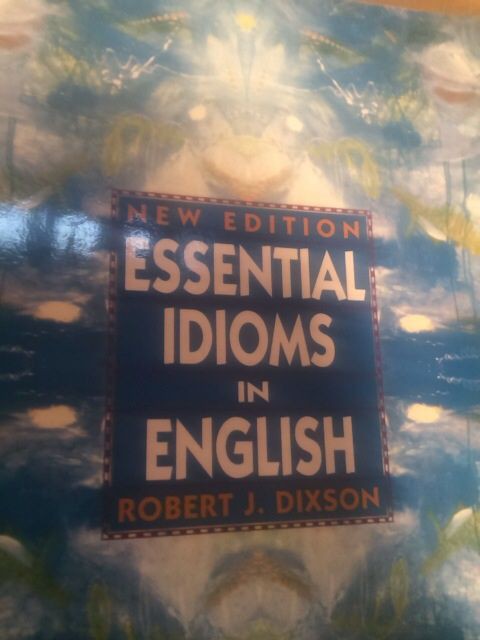 NEW EDITION
ESSENTIAL
IDIOMS
IN
ENGLISH
ROBERT J. DIXSON